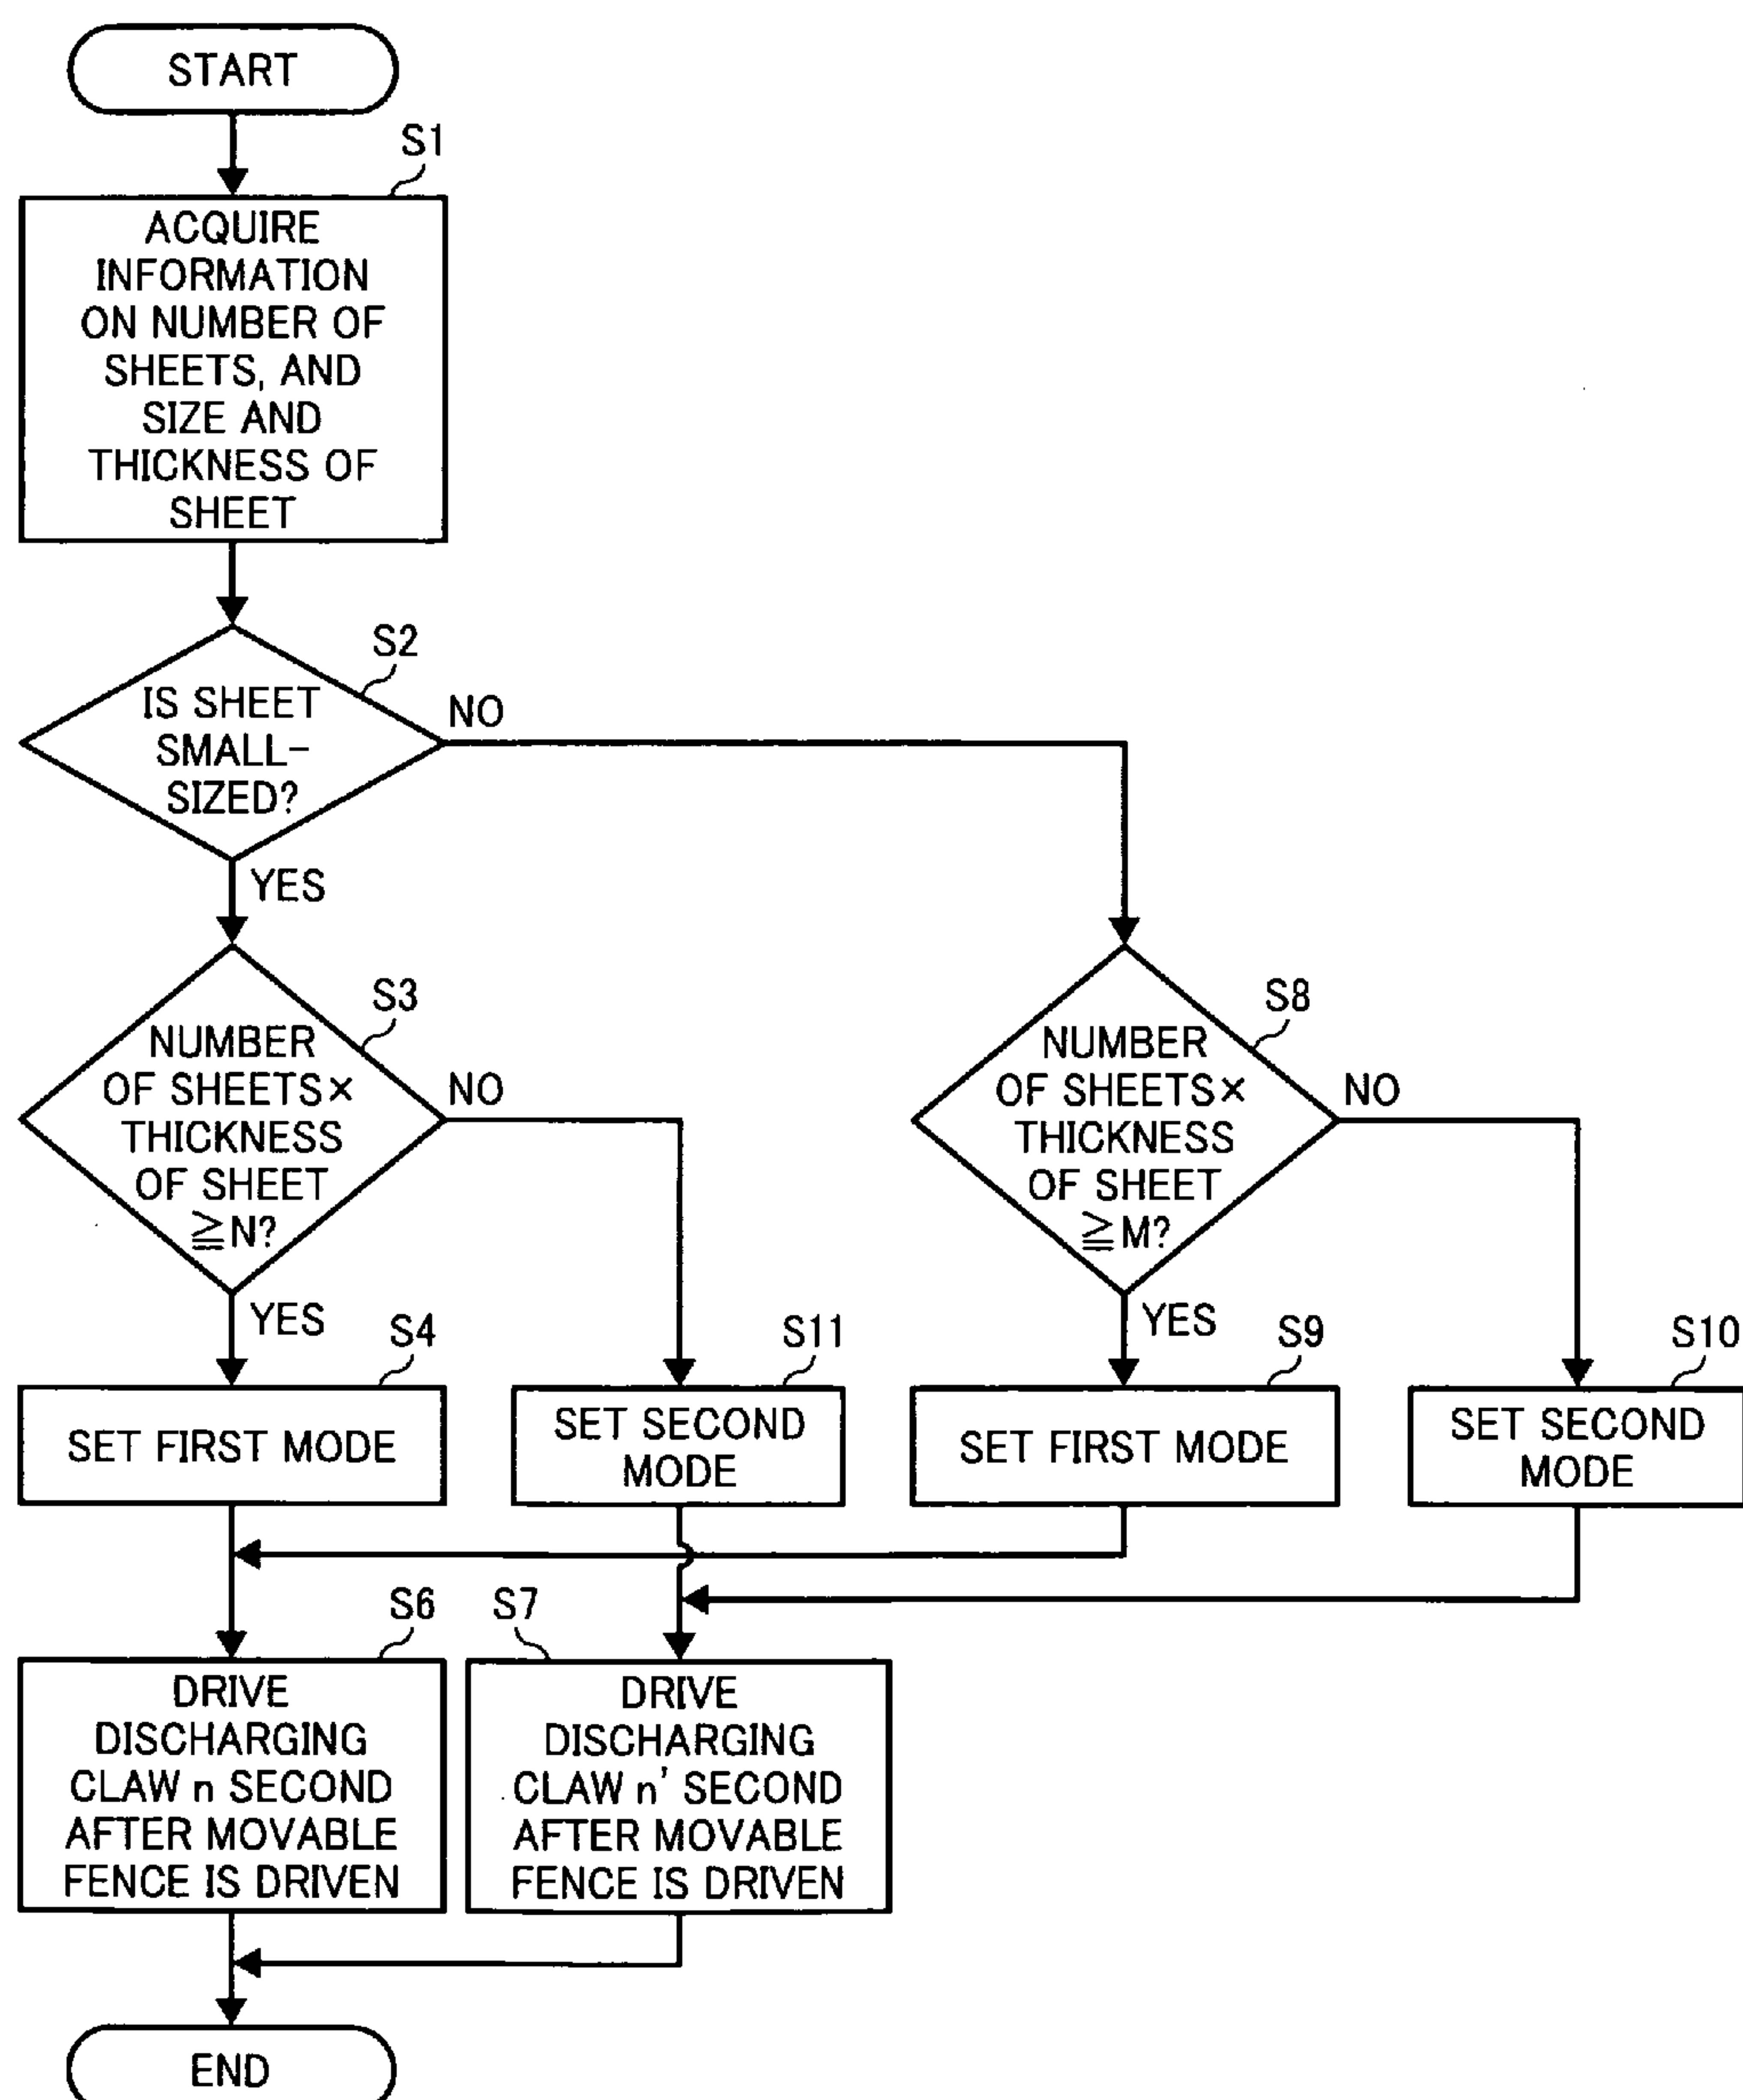 START
S1
ACQUIRE
INFORMATION
ON NUMBER OF
SHEETS, AND
SIZE AND
THICKNESS OF
SHEET
S2
IS SHEET
SMALL-
SIZED?
NO
YES
S3
NUMBER
OF SHEETS×
THICKNESS
OF SHEET
≧N?
NO
YES
S8
NUMBER
OF SHEETS×
THICKNESS
OF SHEET
≧M?
NO
YES
S4
SET FIRST MODE
S11
SET SECOND
MODE
S9
SET FIRST MODE
S10
SET SECOND
MODE
S6
DRIVE
DISCHARGING
CLAW n SECOND
AFTER MOVABLE
FENCE IS DRIVEN
S7
DRIVE
DISCHARGING
CLAW n' SECOND
AFTER MOVABLE
FENCE IS DRIVEN
END